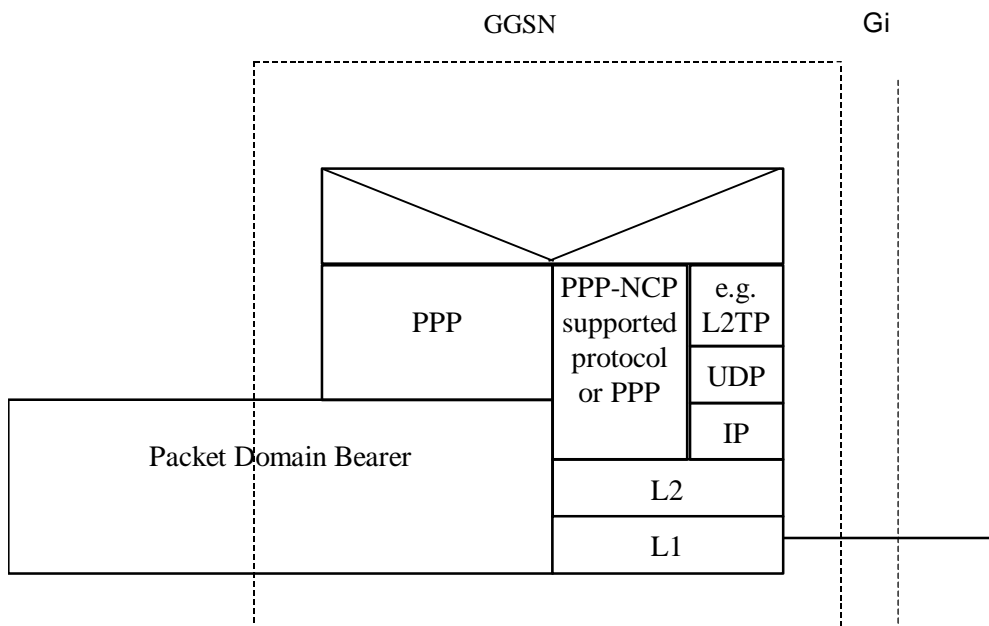 GGSN
Gi
PPP
PPP-NCP
supported
protocol
or PPP
e.g.
L2TP
UDP
IP
Packet Domain Bearer
L2
L1